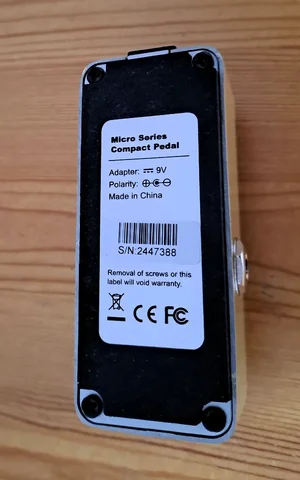 Micro Series
Compact Pedal
Adapter: ⎓ 9V
Polarity: ⊕-C-⊖
Made in China
S/N:2447388
Removal of screws or this
label will void warranty.
CE FC